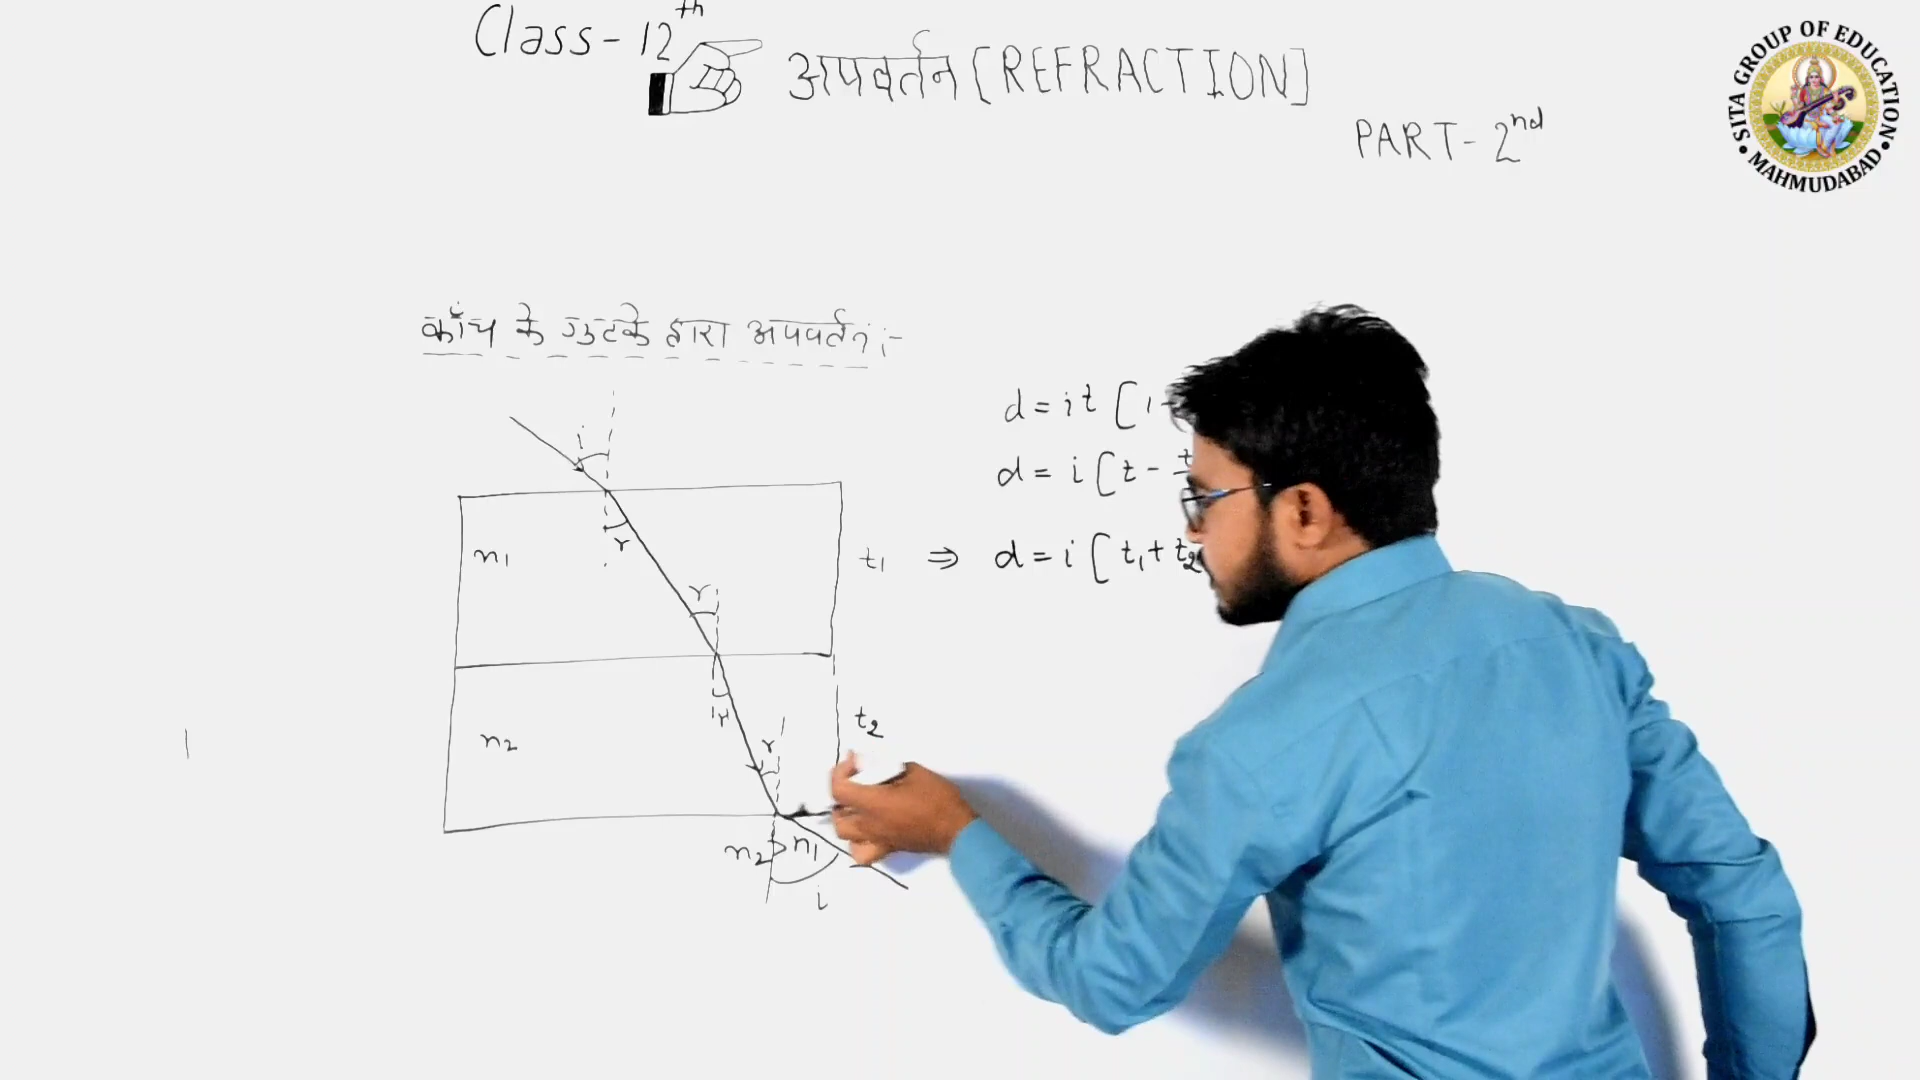 Class-12th
अपवर्तन [REFRACTION]
PART-2nd
SITA GROUP OF EDUCATION
• MAHMUDABAD •
काँच के गुटके द्वारा अपवर्तन :-
i
r
n1
r
t1
r
n2
r
t2
n2 > n1
i
d = it [1 -
d = i [t - t
⇒ d = i [t1 + t2